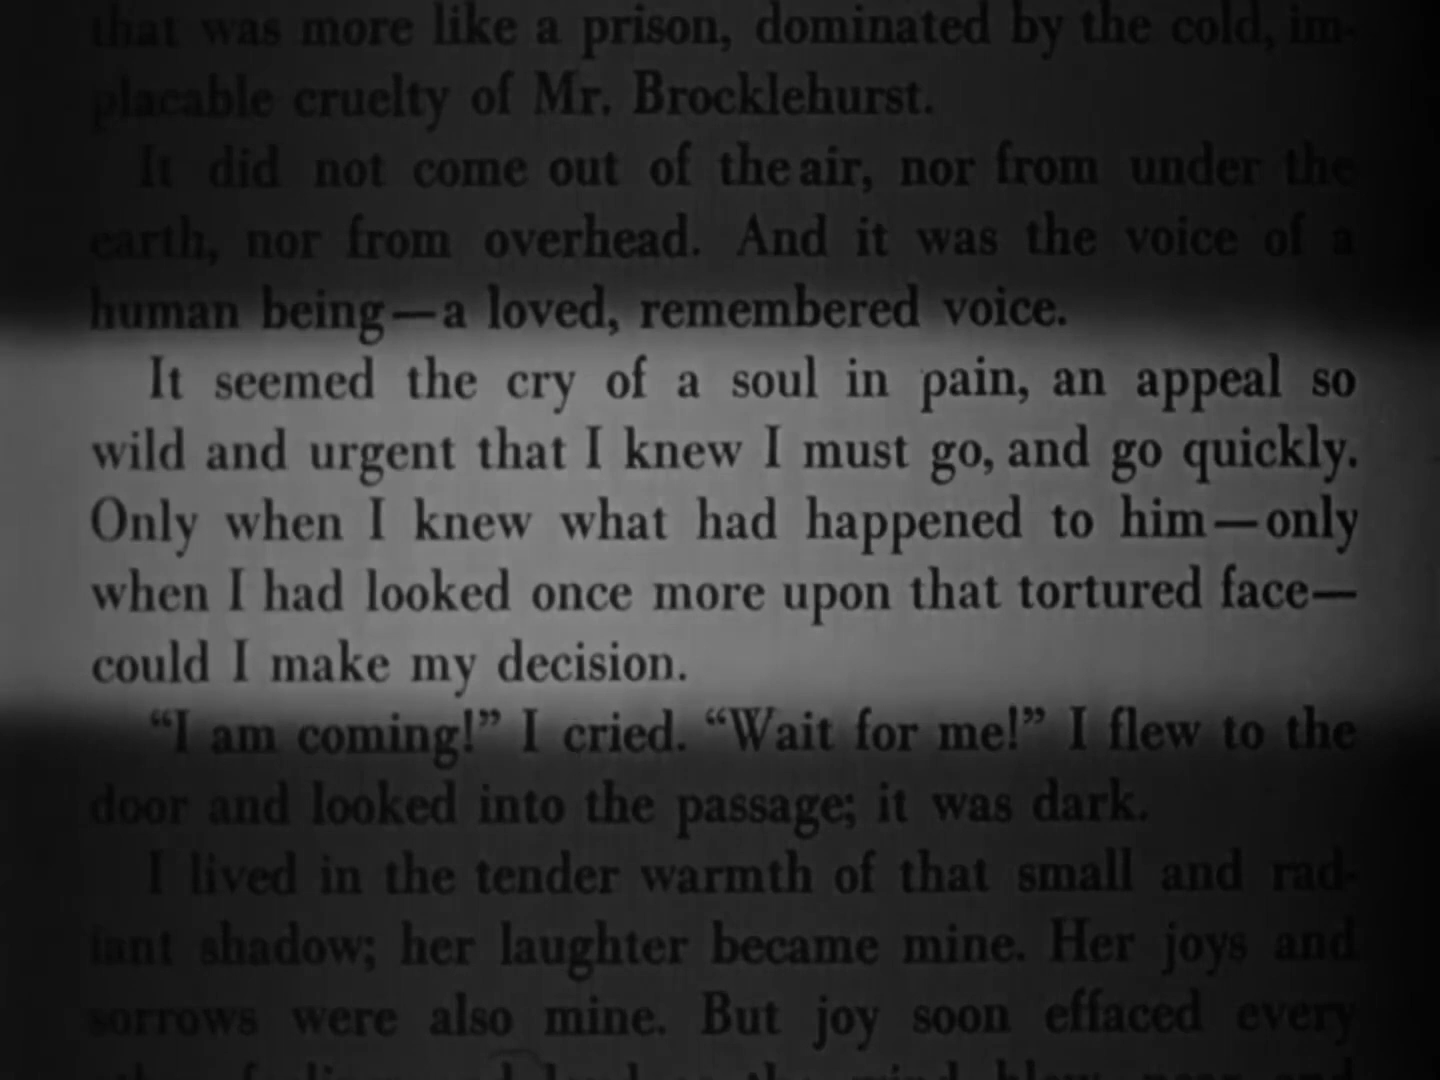 that was more like a prison, dominated by the cold, im-
placable cruelty of Mr. Brocklehurst.
It did not come out of the air, nor from under the
earth, nor from overhead. And it was the voice of a
human being—a loved, remembered voice.
It seemed the cry of a soul in pain, an appeal so
wild and urgent that I knew I must go, and go quickly.
Only when I knew what had happened to him—only
when I had looked once more upon that tortured face—
could I make my decision.
“I am coming!” I cried. “Wait for me!” I flew to the
door and looked into the passage; it was dark.
I lived in the tender warmth of that small and rad-
iant shadow; her laughter became mine. Her joys and
sorrows were also mine. But joy soon effaced every